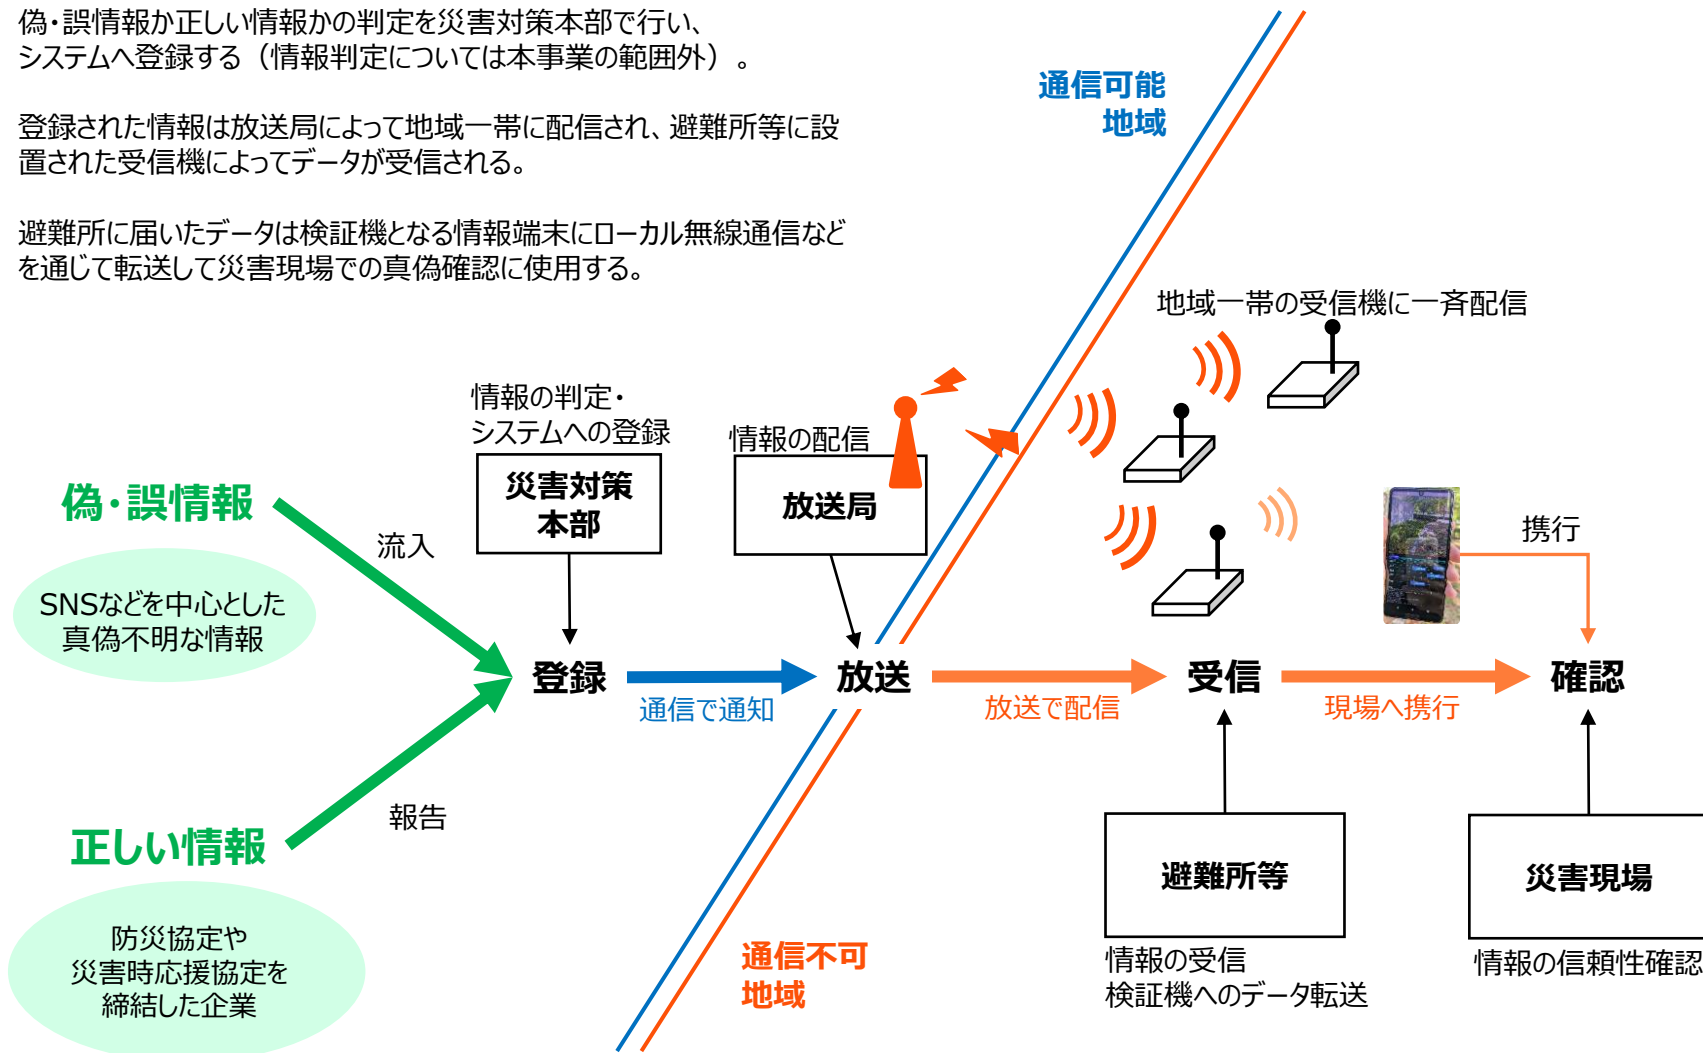 偽・誤情報か正しい情報かの判定を災害対策本部で行い、
システムへ登録する（情報判定については本事業の範囲外）。
登録された情報は放送局によって地域一帯に配信され、避難所等に設
置された受信機によってデータが受信される。
避難所に届いたデータは検証機となる情報端末にローカル無線通信など
を通じて転送して災害現場での真偽確認に使用する。
通信可能
地域
地域一帯の受信機に一斉配信
情報の判定・
システムへの登録
災害対策
本部
情報の配信
放送局
偽・誤情報
流入
SNSなどを中心とした
真偽不明な情報
携行
登録
通信で通知
放送
放送で配信
受信
現場へ携行
確認
報告
正しい情報
防災協定や
災害時応援協定を
締結した企業
通信不可
地域
避難所等
情報の受信
検証機へのデータ転送
災害現場
情報の信頼性確認